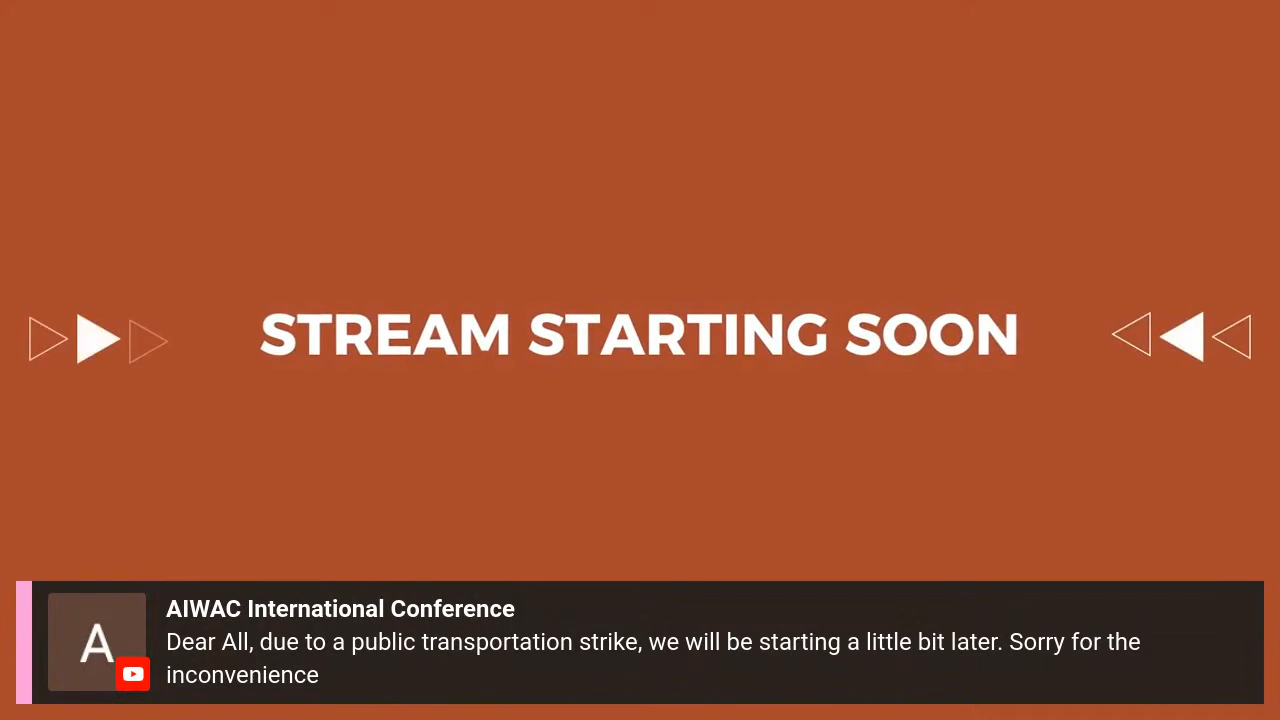 STREAM STARTING SOON
A
AIWAC International Conference
Dear All, due to a public transportation strike, we will be starting a little bit later. Sorry for the
inconvenience